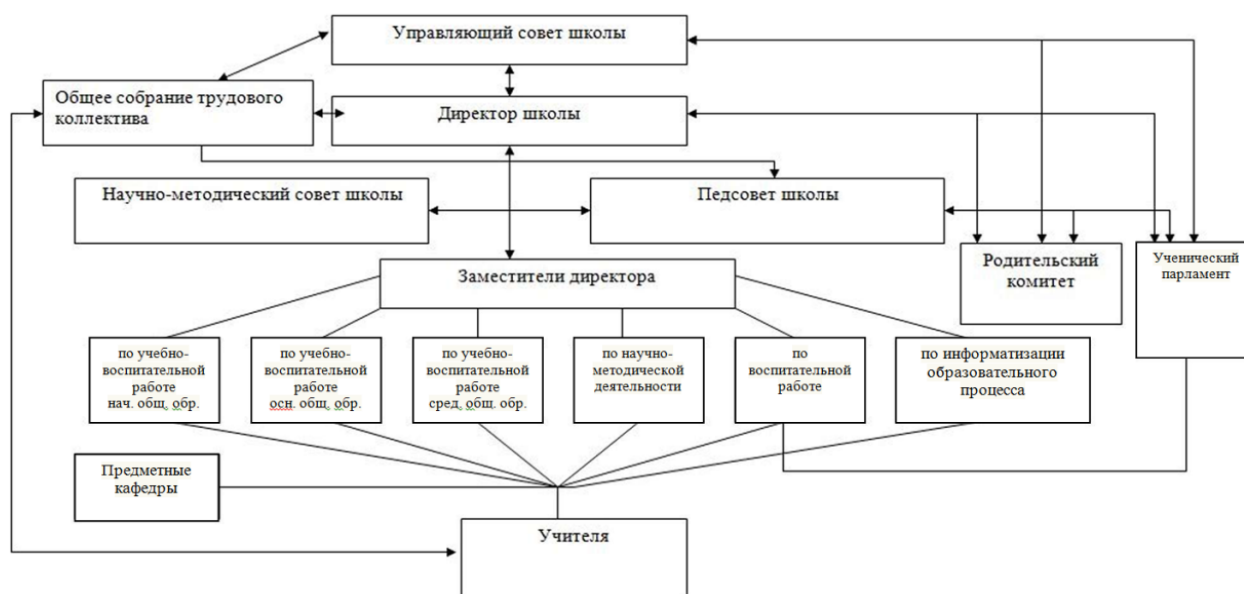 Управляющий совет школы
Общее собрание трудового
коллектива
Директор школы
Научно-методический совет школы
Педсовет школы
Родительский
комитет
Ученический
парламент
Заместители директора
по учебно-
воспитательной
работе
нач. общ. обр.
по учебно-
воспитательной
работе
осн. общ. обр.
по учебно-
воспитательной
работе
сред. общ. обр.
по научно-
методической
деятельности
по
воспитательной
работе
по информатизации
образовательного
процесса
Предметные
кафедры
Учителя